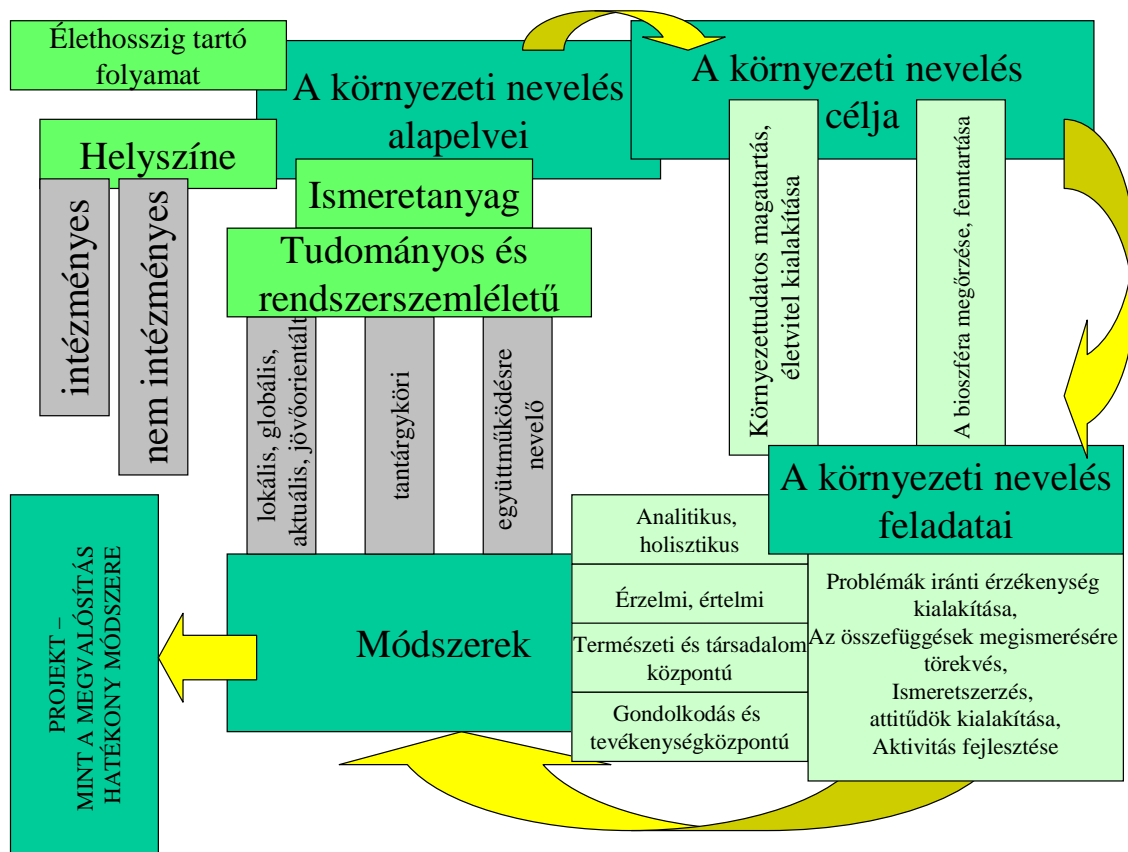 Élethosszig tartó
folyamat
A környezeti nevelés
alapelvei
A környezeti nevelés
célja
Helyszíne
intézményes
nem intézményes
Ismeretanyag
Tudományos és
rendszerszemléletű
lokális, globális,
aktuális, jövőorientált
tantárgyköri
együttműködésre
nevelő
Környezettudatos magatartás,
életvitel kialakítása
A bioszféra megőrzése, fenntartása
A környezeti nevelés
feladatai
Problémák iránti érzékenység
kialakítása,
Az összefüggések megismerésére
törekvés,
Ismeretszerzés,
attitűdök kialakítása,
Aktivitás fejlesztése
Analitikus,
holisztikus
Érzelmi, értelmi
Természeti és társadalom
központú
Gondolkodás és
tevékenységközpontú
Módszerek
PROJEKT –
MINT A MEGVALÓSÍTÁS
HATÉKONY MÓDSZERE